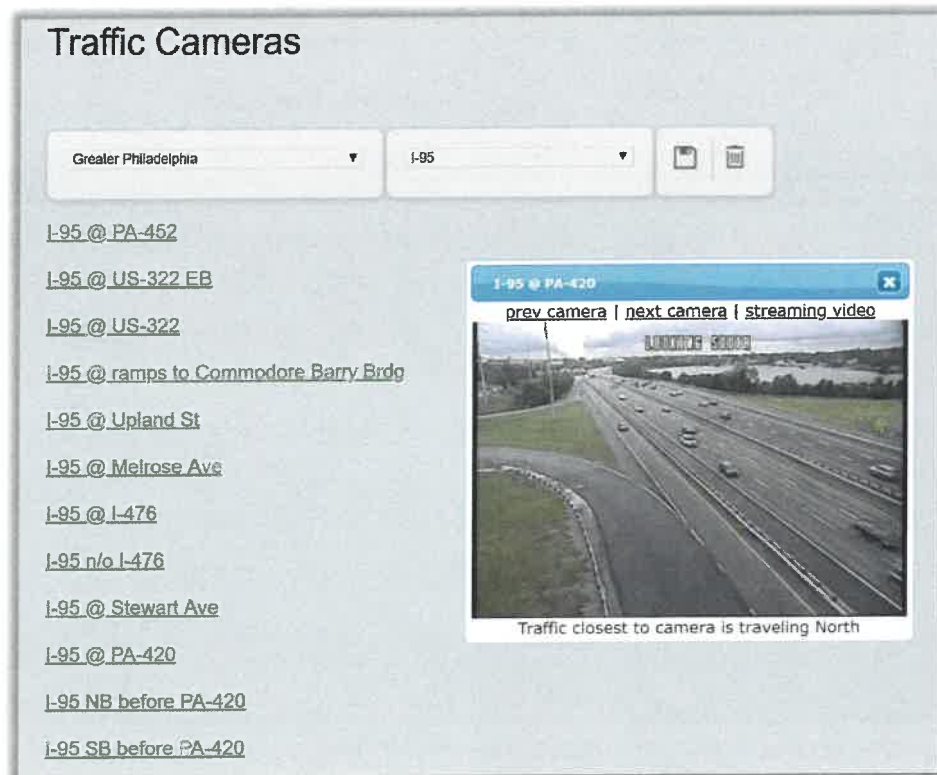 Traffic Cameras
Greater Philadelphia
I-95
I-95 @ PA-452
I-95 @ US-322 EB
I-95 @ US-322
I-95 @ ramps to Commodore Barry Brdg
I-95 @ Upland St
I-95 @ Melrose Ave
I-95 @ I-476
I-95 n/o I-476
I-95 @ Stewart Ave
I-95 @ PA-420
I-95 NB before PA-420
I-95 SB before PA-420
I-95 @ PA-420
prev camera | next camera | streaming video
LOOKING SOUTH
Traffic closest to camera is traveling North